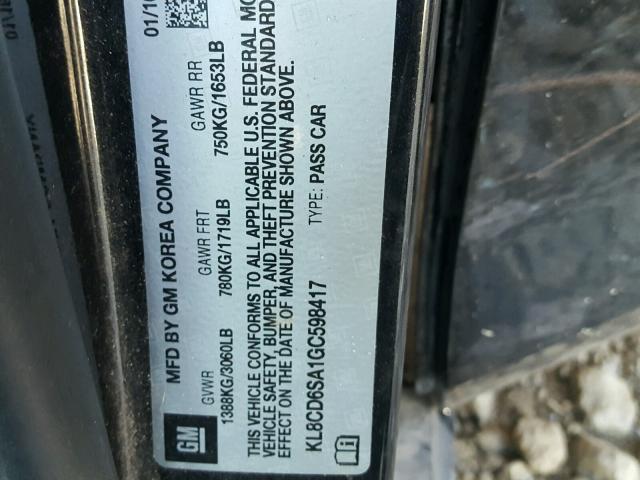 01/16
MFD BY GM KOREA COMPANY
GVWR GAWR FRT GAWR RR
1388KG/3060LB 780KG/1719LB 750KG/1653LB
THIS VEHICLE CONFORMS TO ALL APPLICABLE U.S. FEDERAL MO
VEHICLE SAFETY, BUMPER, AND THEFT PREVENTION STANDARD
EFFECT ON THE DATE OF MANUFACTURE SHOWN ABOVE.
KL8CD6SA1GC598417 TYPE: PASS CAR
GM